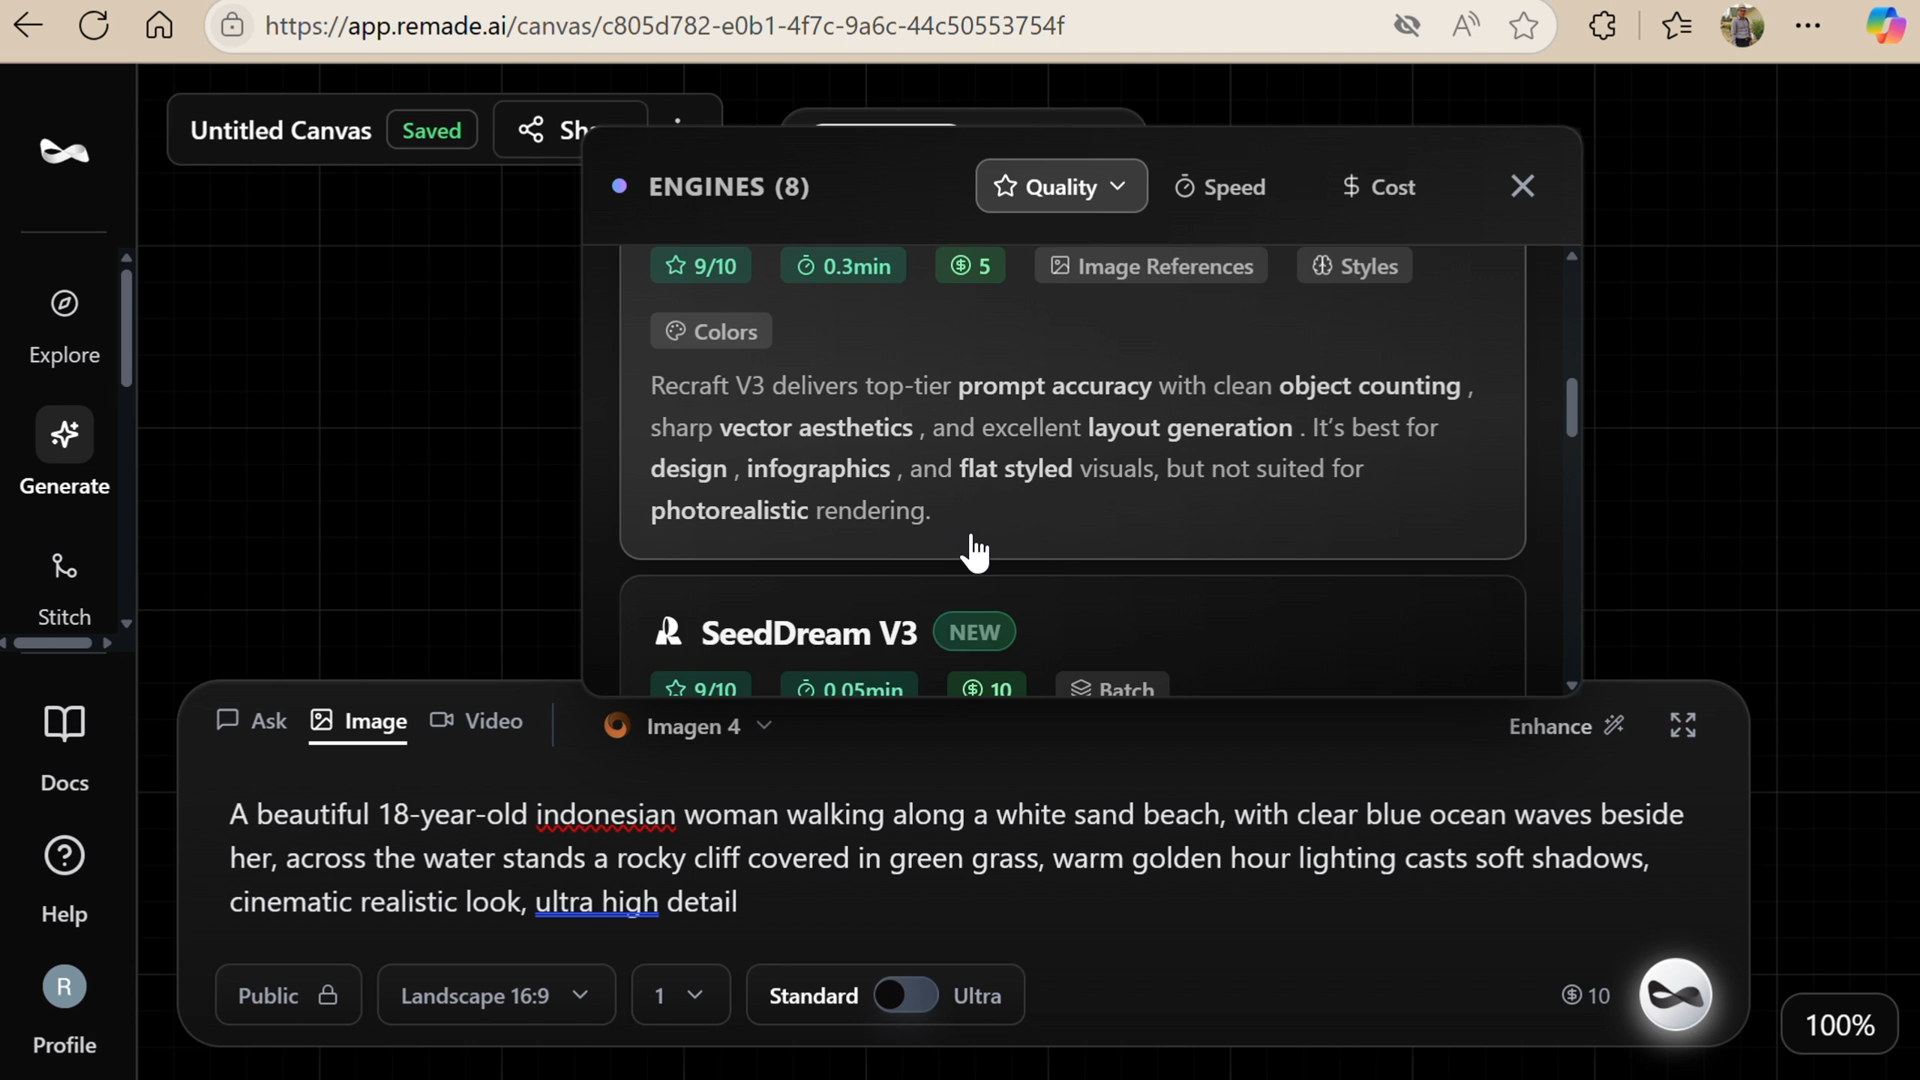 https://app.remade.ai/canvas/c805d782-e0b1-4f7c-9a6c-44c50553754f
Untitled Canvas
Saved
Sh
ENGINES (8)
Quality
Speed
$ Cost
9/10
0.3min
5
Image References
Styles
Colors
Recraft V3 delivers top-tier prompt accuracy with clean object counting ,
sharp vector aesthetics , and excellent layout generation . It's best for
design , infographics , and flat styled visuals, but not suited for
photorealistic rendering.
SeedDream V3
NEW
9/10
0.05min
10
Batch
Explore
Generate
Stitch
Docs
Help
R
Profile
Ask
Image
Video
Imagen 4
Enhance
A beautiful 18-year-old indonesian woman walking along a white sand beach, with clear blue ocean waves beside
her, across the water stands a rocky cliff covered in green grass, warm golden hour lighting casts soft shadows,
cinematic realistic look, ultra high detail
Public
Landscape 16:9
1
Standard
Ultra
10
100%